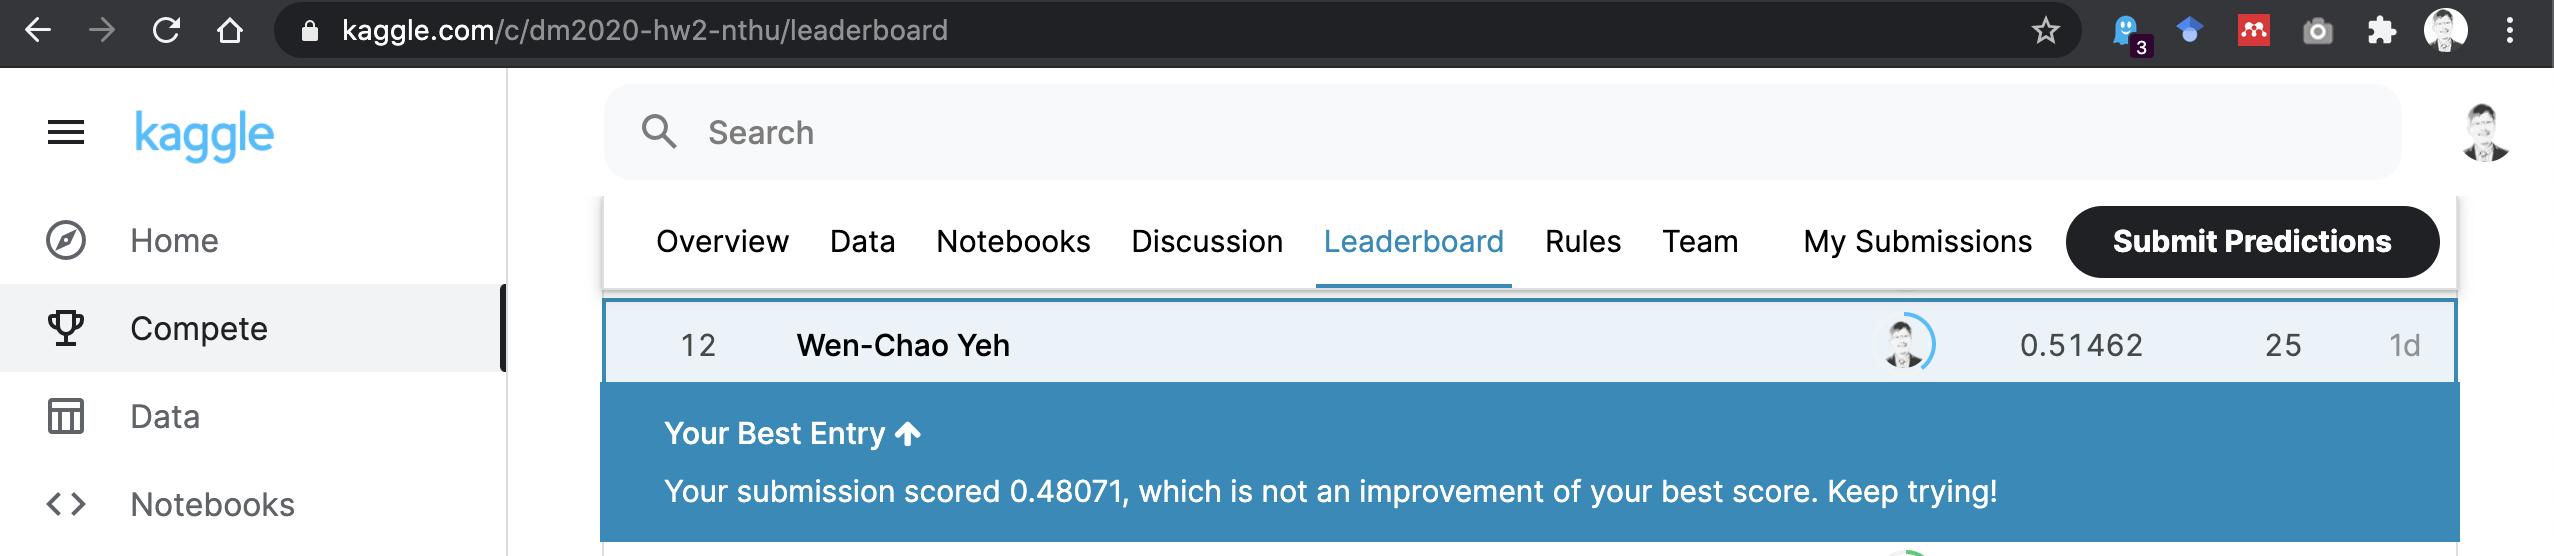 kaggle.com/c/dm2020-hw2-nthu/leaderboard
3
kaggle
Search
Home
Compete
Data
Notebooks
Overview Data Notebooks Discussion Leaderboard Rules Team My Submissions Submit Predictions
12 Wen-Chao Yeh 0.51462 25 1d
Your Best Entry ↑
Your submission scored 0.48071, which is not an improvement of your best score. Keep trying!